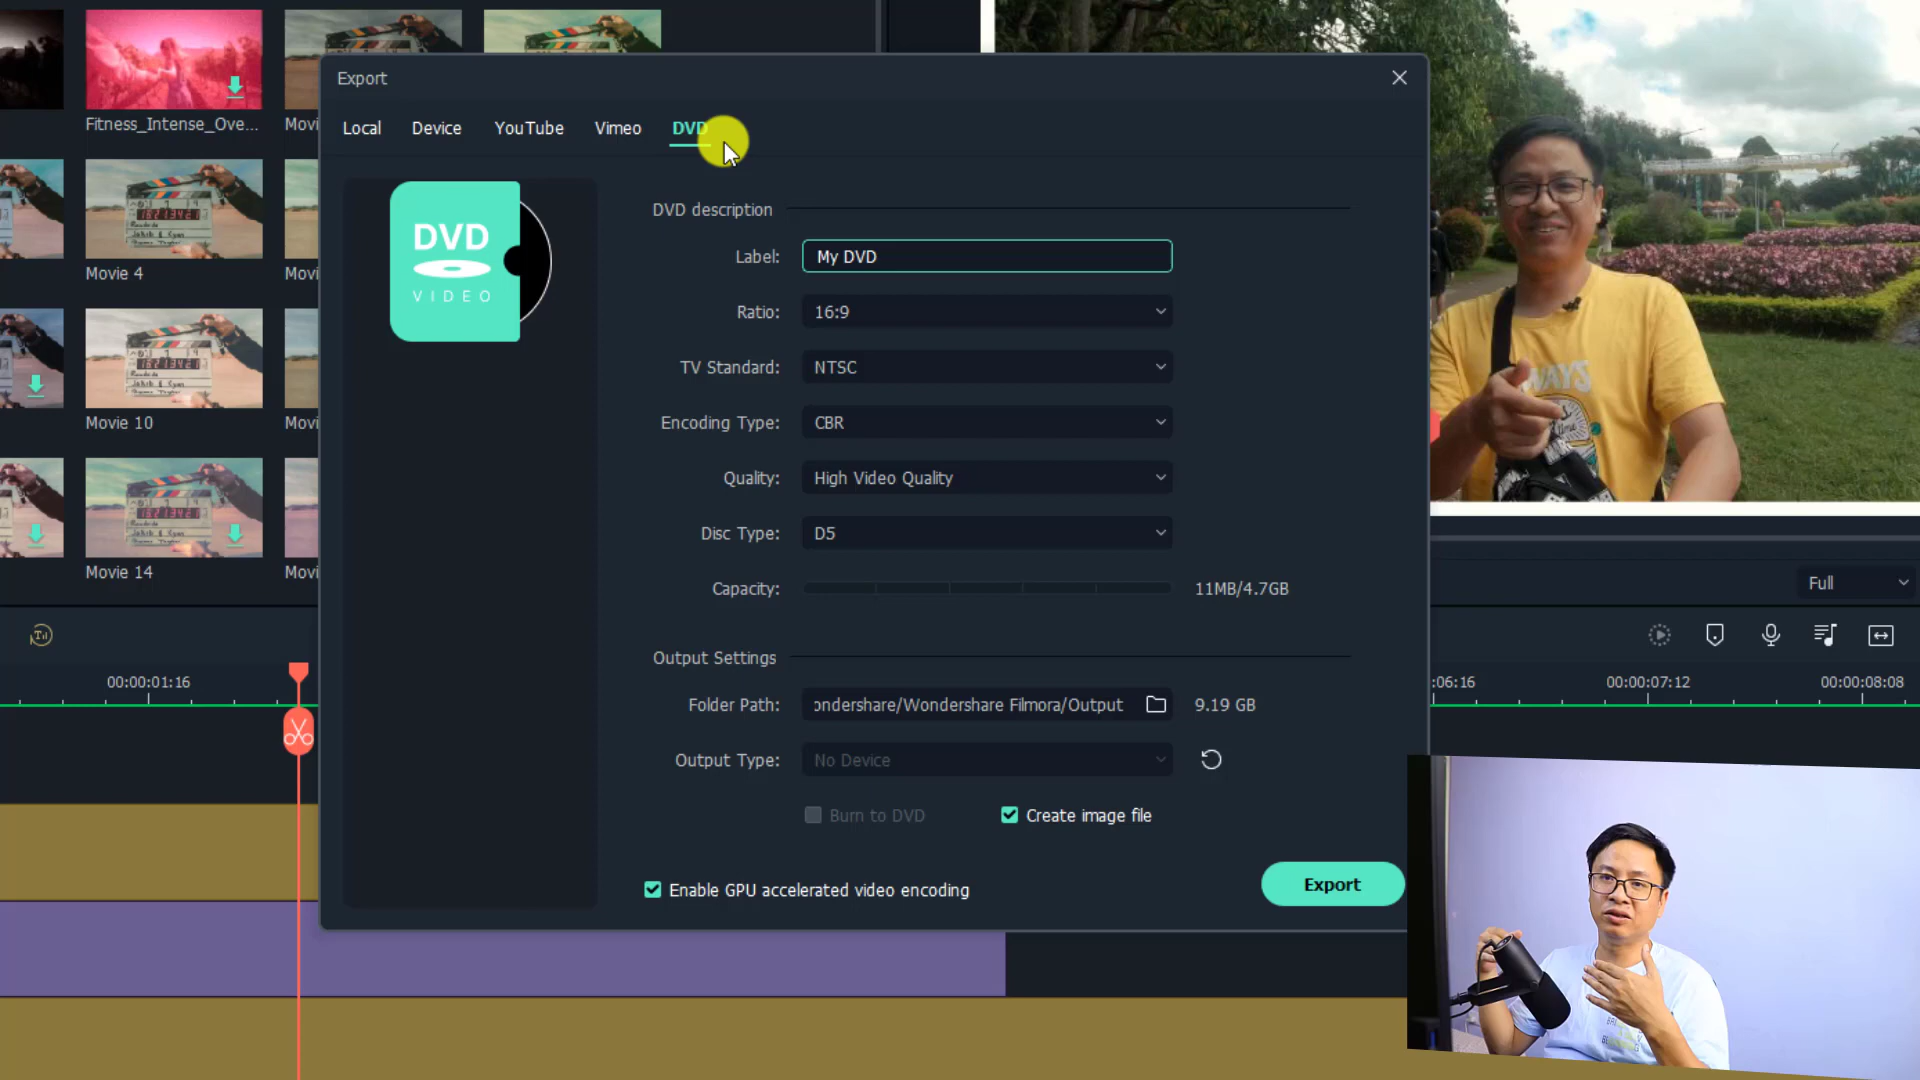 Fitness_Intense_Ove...
Movi
Export
Local
Device
YouTube
Vimeo
DVD
DVD
VIDEO
DVD description
Label:
My DVD
Ratio:
16:9
TV Standard:
NTSC
Encoding Type:
CBR
Quality:
High Video Quality
Disc Type:
D5
Capacity:
11MB/4.7GB
Output Settings
Folder Path:
ondershare/Wondershare Filmora/Output
9.19 GB
Output Type:
No Device
Burn to DVD
Create image file
Enable GPU accelerated video encoding
Export
Movie 4
Movi
Movie 10
Movi
Movie 14
Movi
Full
00:00:01:16
:06:16
00:00:07:12
00:00:08:08
WAYS